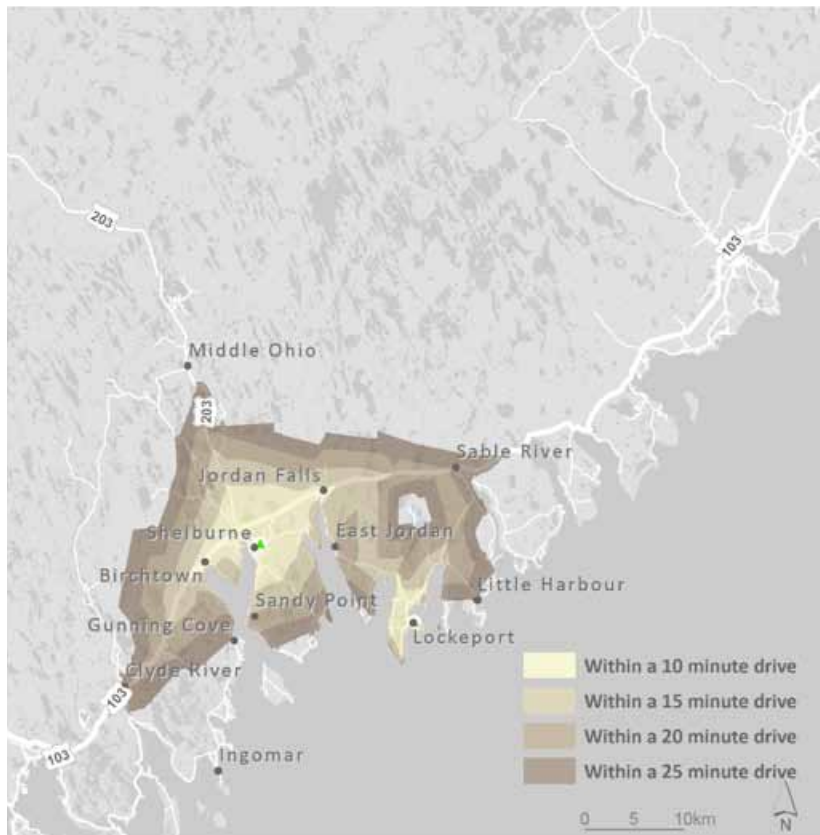 103
203
Middle Ohio
203
Sable River
Jordan Falls
Shelburne
East Jordan
Birchtown
Little Harbour
Sandy Point
Gunning Cove
Lockeport
Clyde River
103
103
Ingomar
Within a 10 minute drive
Within a 15 minute drive
Within a 20 minute drive
Within a 25 minute drive
0 5 10km
N